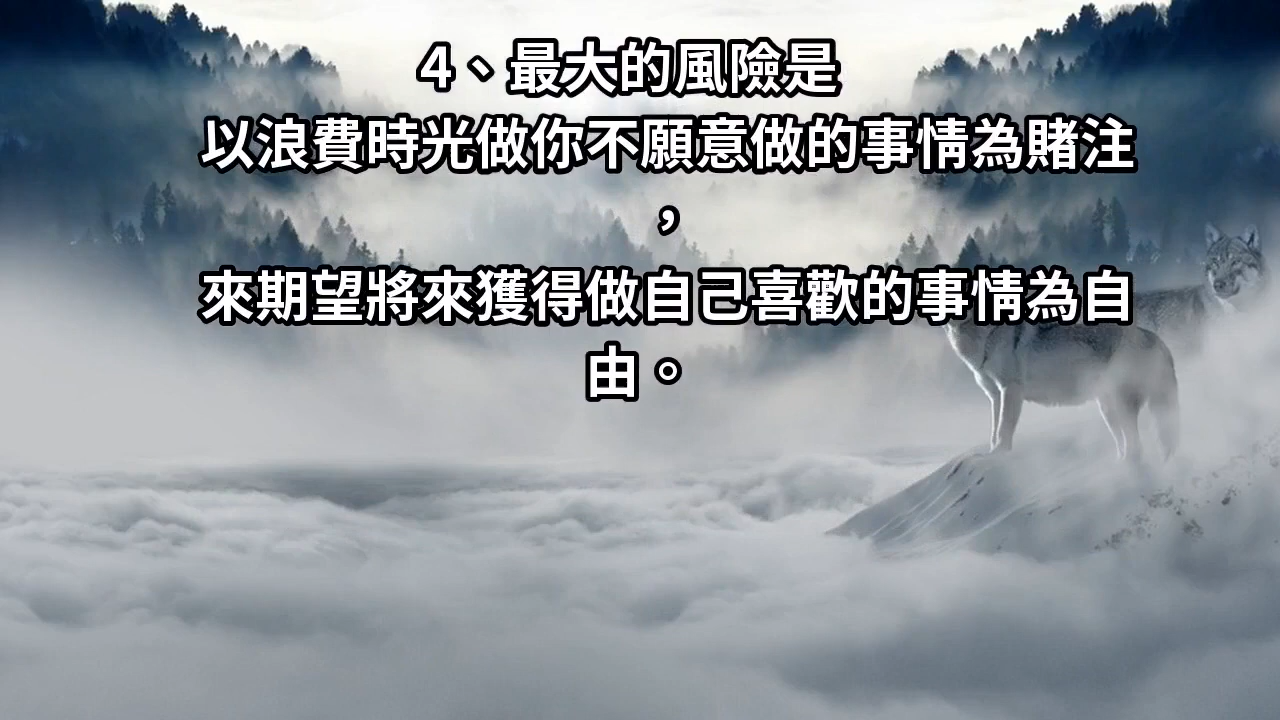 4、最大的風險是
以浪費時光做你不願意做的事情為賭注
，
來期望將來獲得做自己喜歡的事情為自
由。